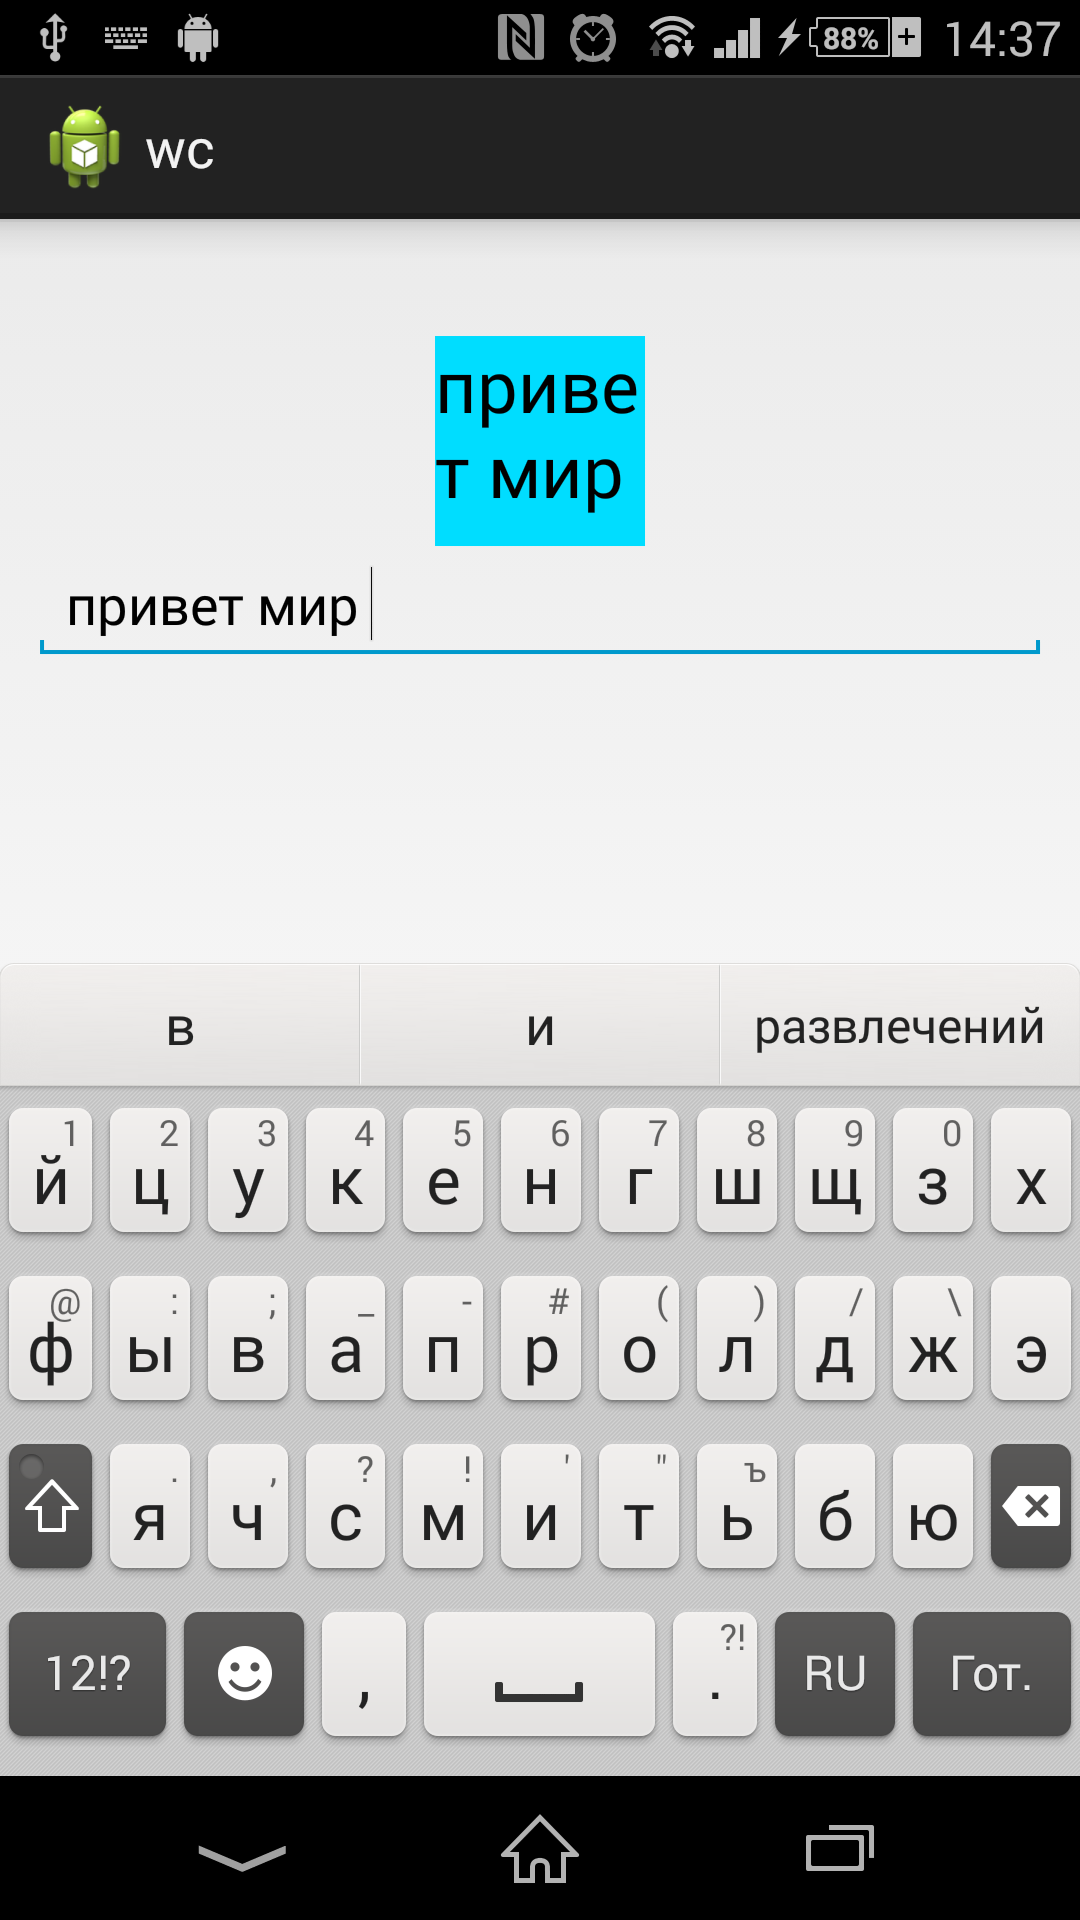 88% 14:37
wc
приве
т мир
привет мир
в и развлечений
1 2 3 4 5 6 7 8 9 0
й ц у к е н г ш щ з х
@ : ; _ - # ( ) / \
ф ы в а п р о л д ж э
. , ? ! ' " ъ
я ч с м и т ь б ю
?!
12!? , . RU Гот.